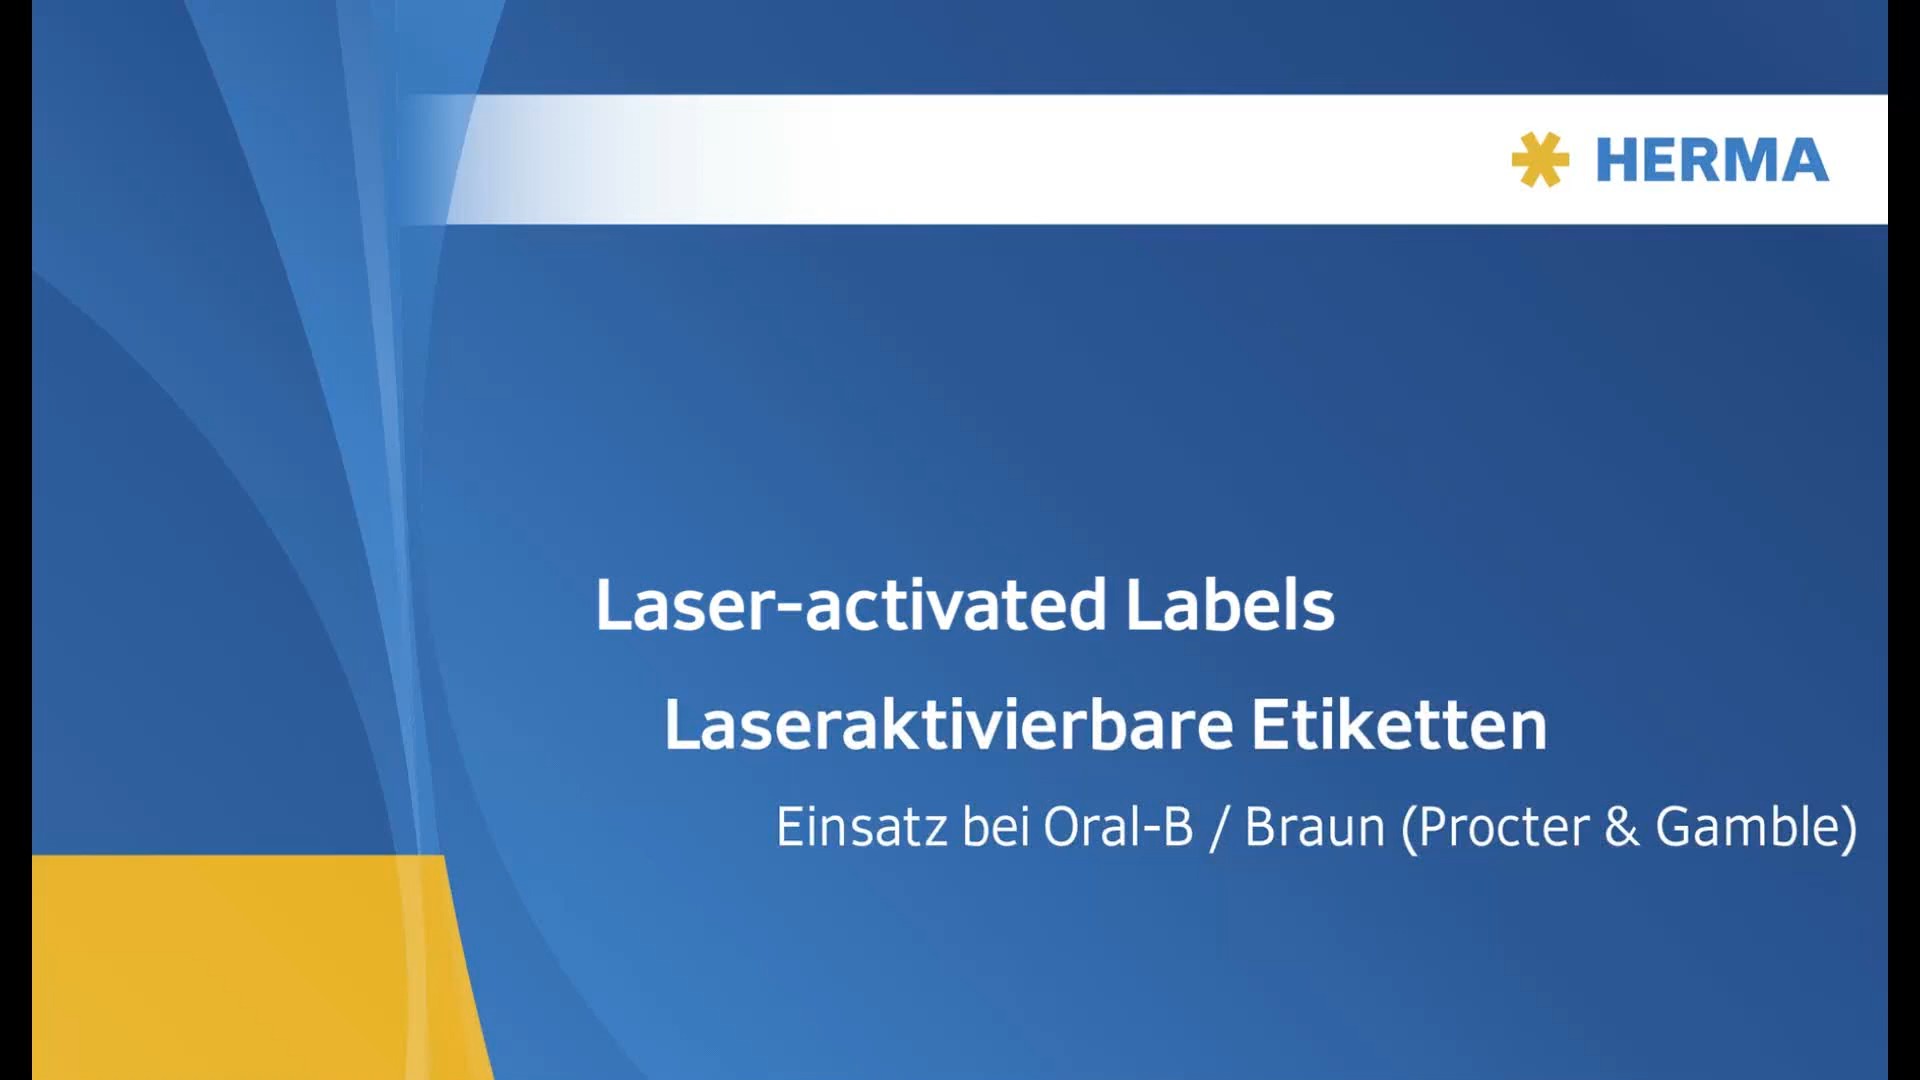 HERMA
Laser-activated Labels
Laseraktivierbare Etiketten
Einsatz bei Oral-B / Braun (Procter & Gamble)